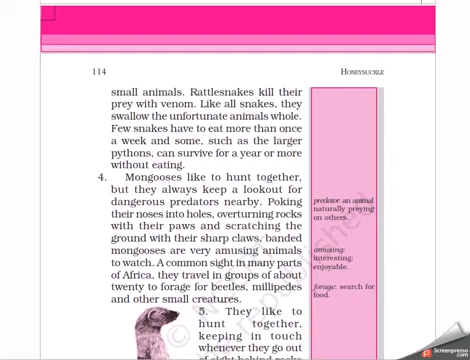 114
HONEYSUCKLE
small animals. Rattlesnakes kill their
prey with venom. Like all snakes, they
swallow the unfortunate animals whole.
Few snakes have to eat more than once
a week and some, such as the larger
pythons, can survive for a year or more
without eating.
4. Mongooses like to hunt together,
but they always keep a lookout for
dangerous predators nearby. Poking
their noses into holes, overturning rocks
with their paws and scratching the
ground with their sharp claws, banded
mongooses are very amusing animals
to watch. A common sight in many parts
of Africa, they travel in groups of about
twenty to forage for beetles, millipedes
and other small creatures.
5. They like to
hunt together,
keeping in touch
whenever they go out
of sight behind rocks
predator: an animal
naturally preying
on others.
amusing:
interesting;
enjoyable.
forage: search for
food.
republished
Screenpresso.com